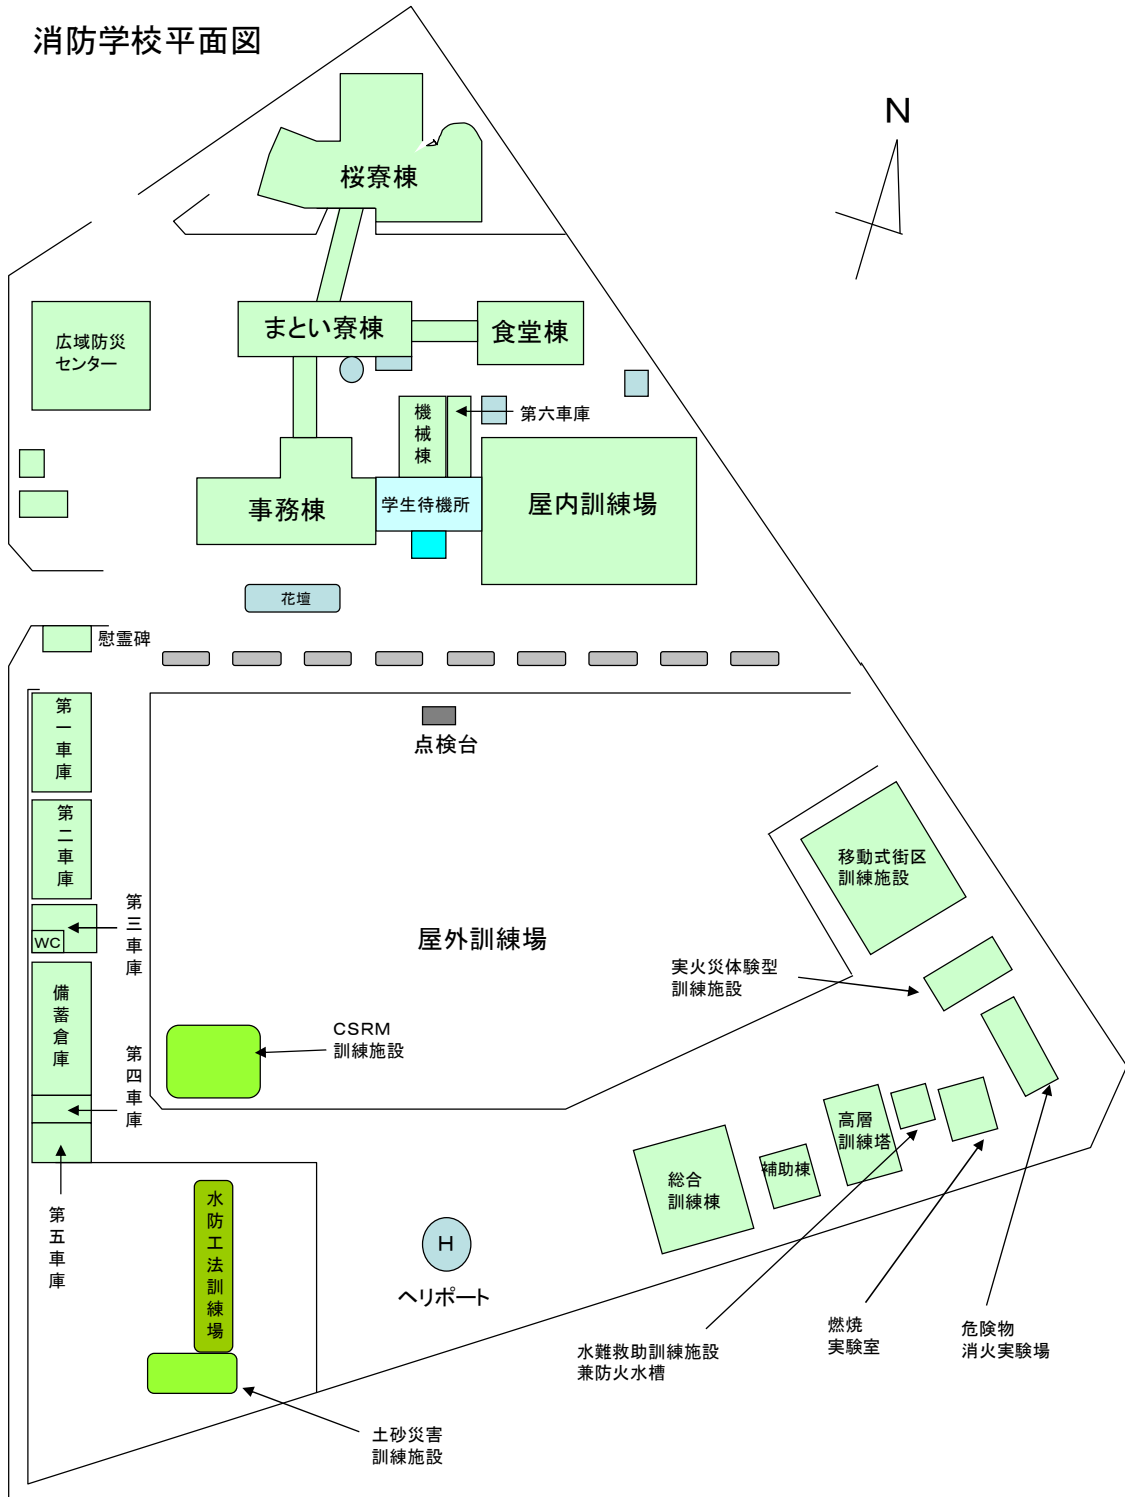 消防学校平面図
N
桜寮棟
まとい寮棟
食堂棟
広域防災
センター
機械棟
第六車庫
学生待機所
事務棟
屋内訓練場
花壇
慰霊碑
第一車庫
点検台
第二車庫
移動式街区
訓練施設
第三車庫
WC
屋外訓練場
実火災体験型
訓練施設
備蓄倉庫
CSRM
訓練施設
第四車庫
高層
訓練塔
補助棟
総合
訓練棟
第五車庫
水防工法訓練場
H
ヘリポート
水難救助訓練施設
兼防火水槽
燃焼
実験室
危険物
消火実験場
土砂災害
訓練施設